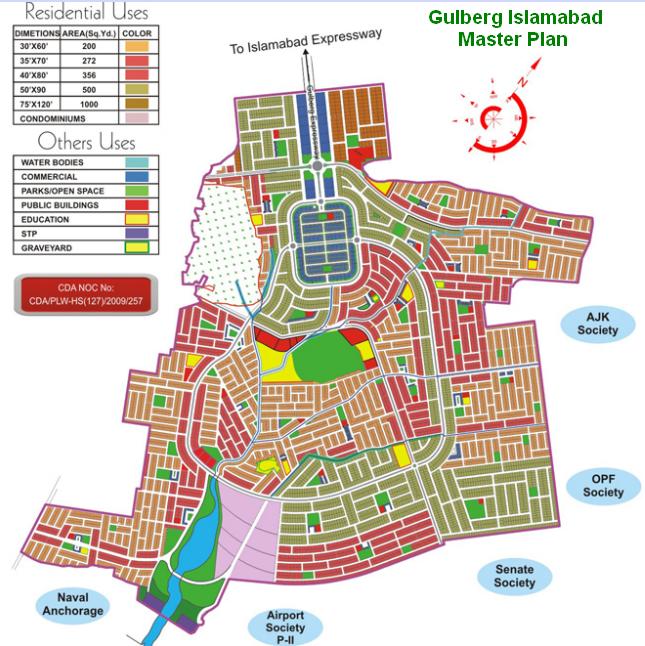 Residential Uses
DIMETIONS AREA(Sq.Yd.) COLOR
30'X60' 200
35'X70' 272
40'X80' 356
50'X90 500
75'X120' 1000
CONDOMINIUMS
Others Uses
WATER BODIES
COMMERCIAL
PARKS/OPEN SPACE
PUBLIC BUILDINGS
EDUCATION
STP
GRAVEYARD
CDA NOC No:
CDA/PLW-HS(127)/2009/257
Gulberg Islamabad
Master Plan
To Islamabad Expressway
Gulberg Expressway
AJK
Society
OPF
Society
Senate
Society
Naval
Anchorage
Airport
Society
P-II